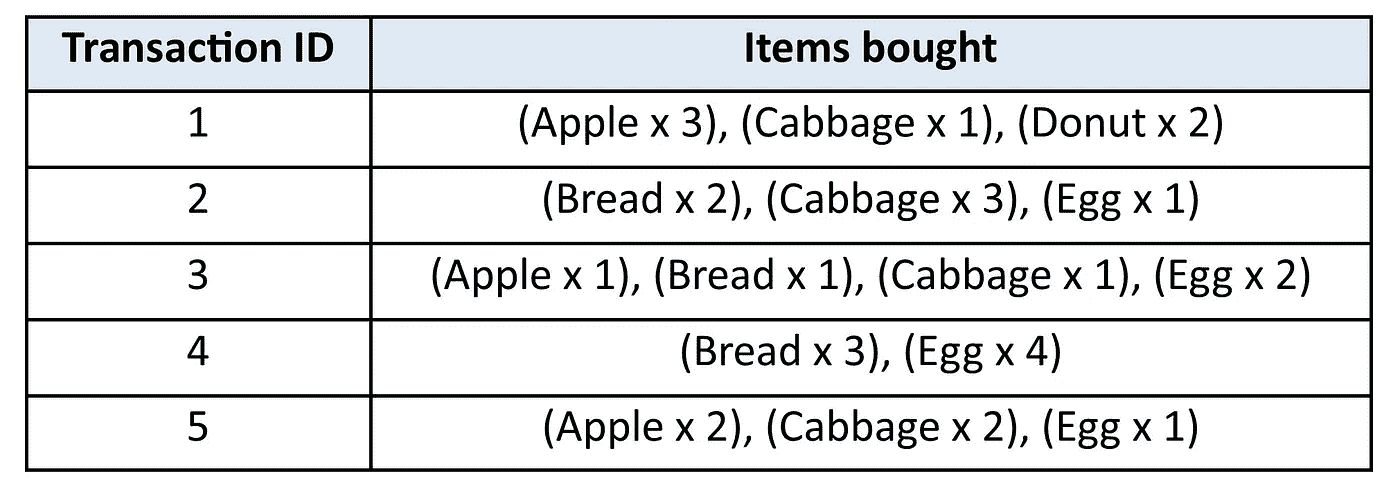 Transaction ID Items bought
1 (Apple x 3), (Cabbage x 1), (Donut x 2)
2 (Bread x 2), (Cabbage x 3), (Egg x 1)
3 (Apple x 1), (Bread x 1), (Cabbage x 1), (Egg x 2)
4 (Bread x 3), (Egg x 4)
5 (Apple x 2), (Cabbage x 2), (Egg x 1)